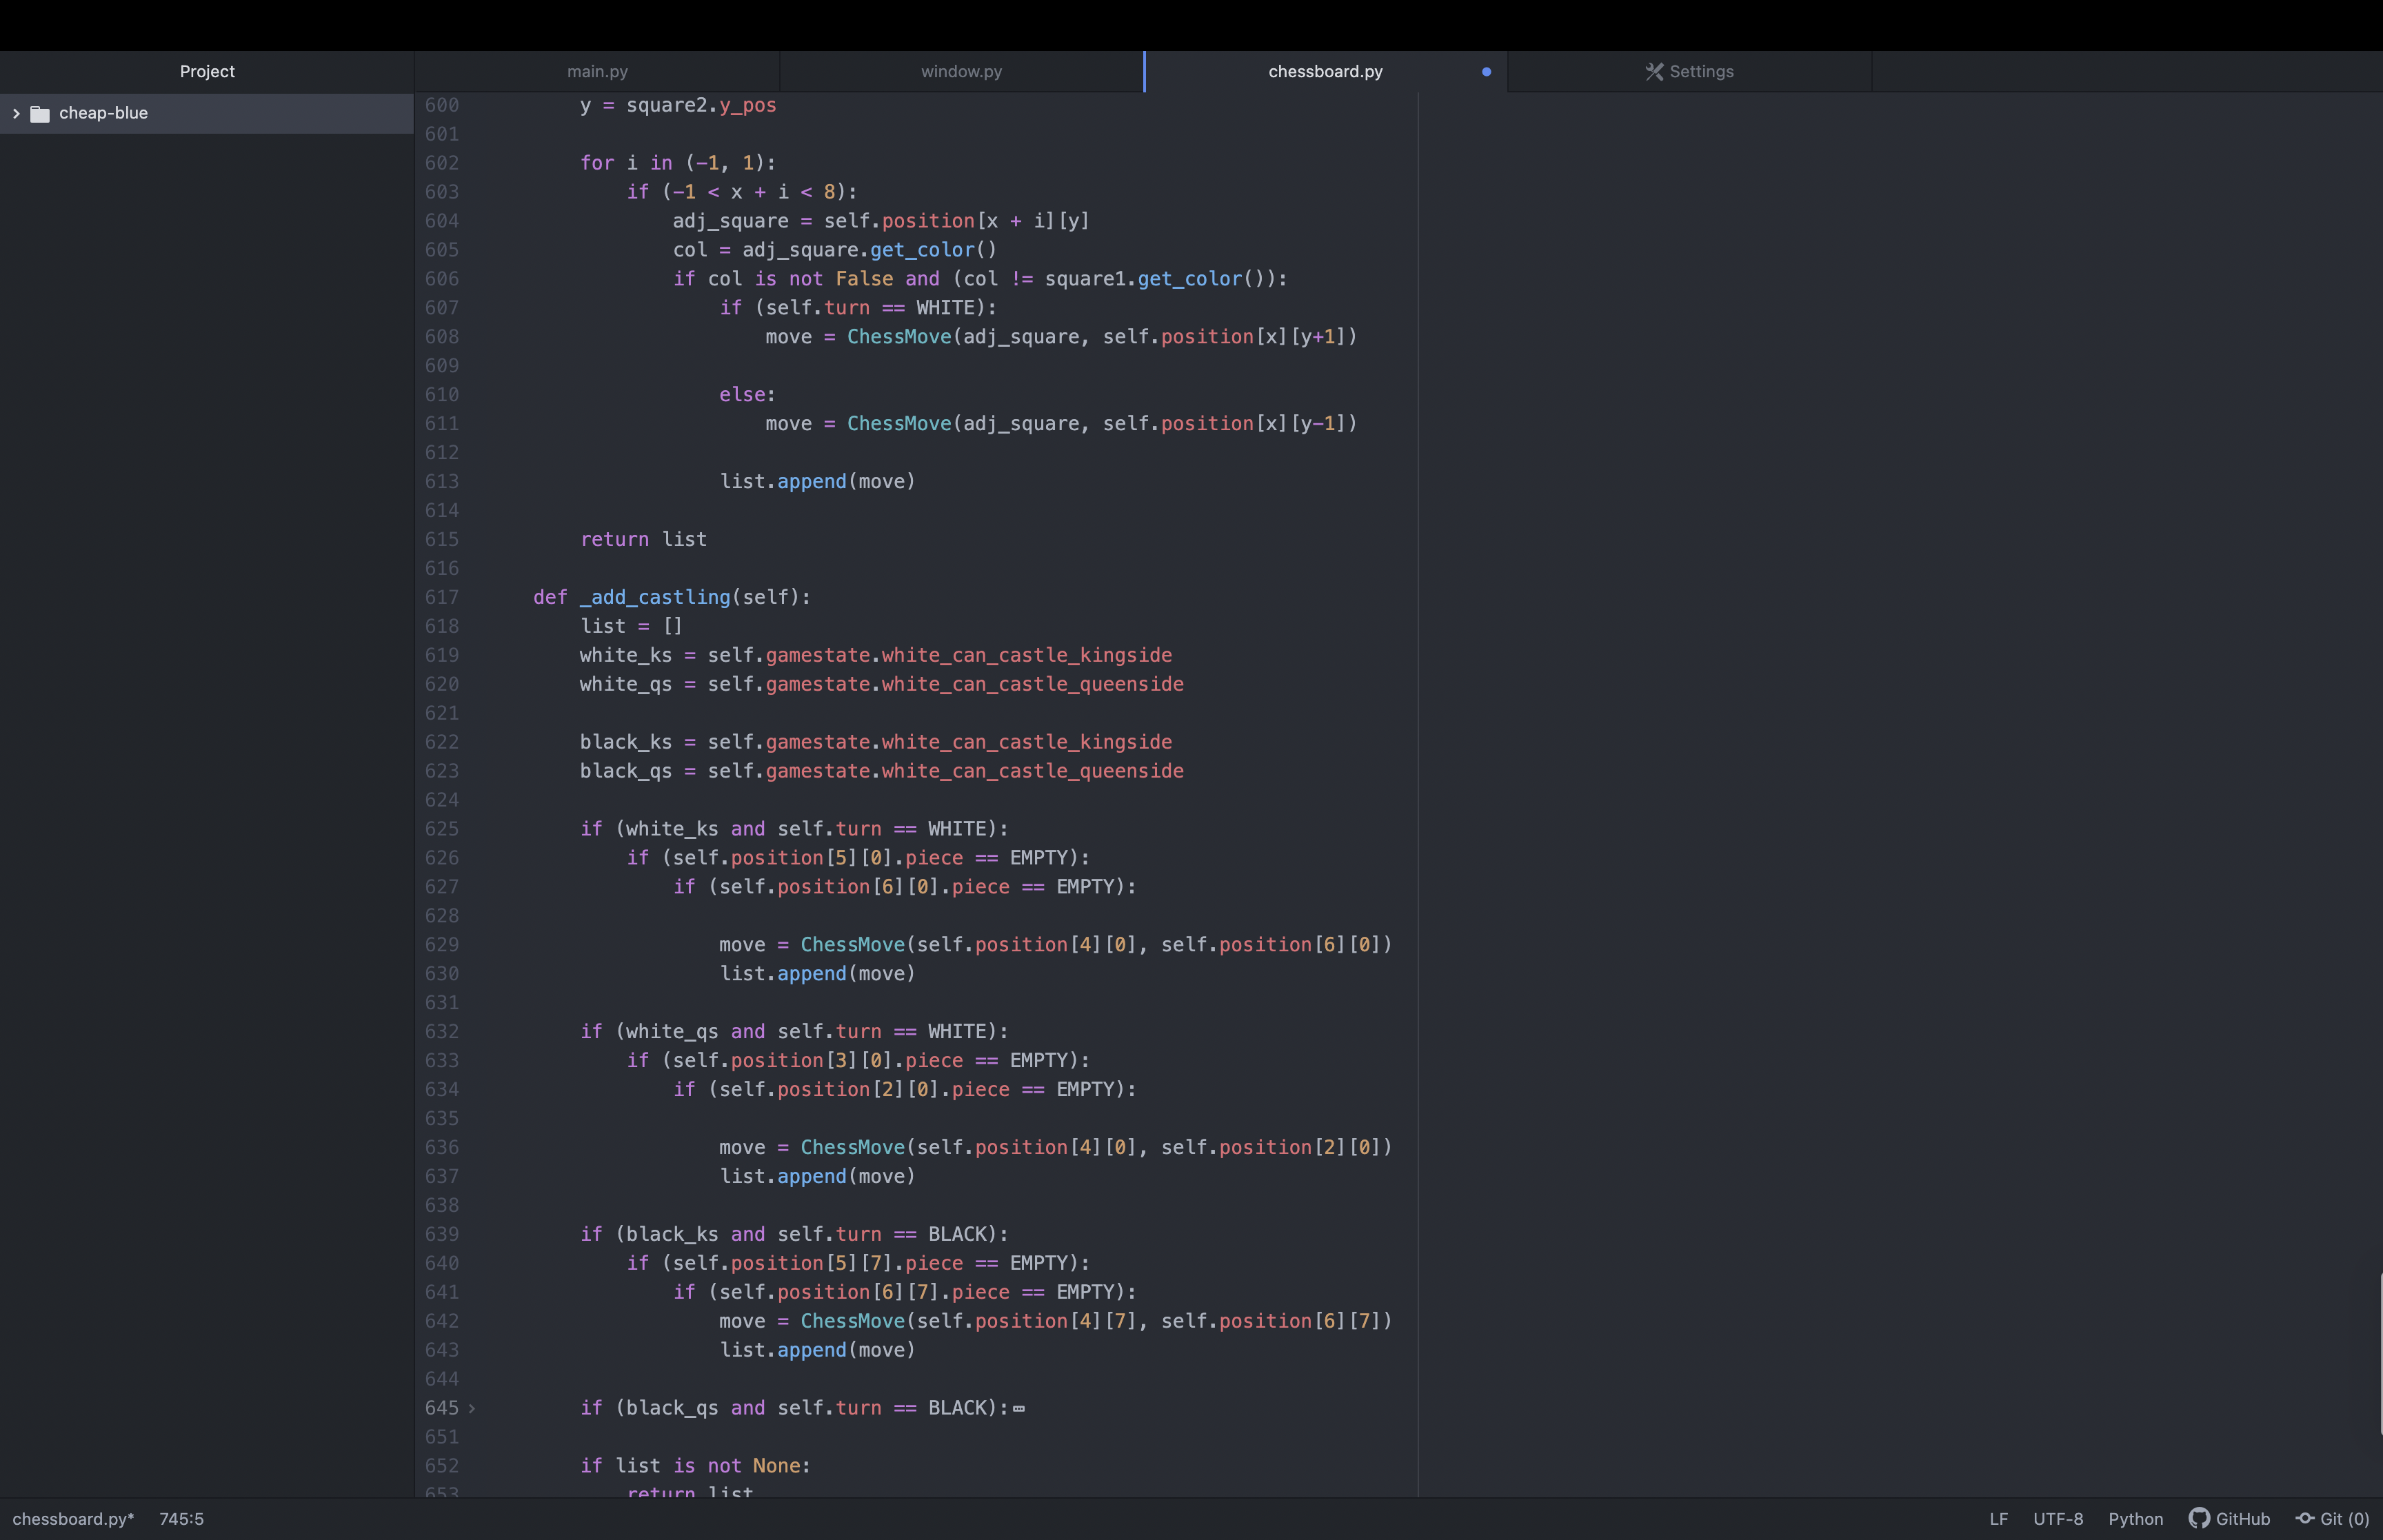 Project
main.py
window.py
chessboard.py
Settings
cheap-blue
600 y = square2.y_pos
601
602 for i in (-1, 1):
603 if (-1 < x + i < 8):
604 adj_square = self.position[x + i][y]
605 col = adj_square.get_color()
606 if col is not False and (col != square1.get_color()):
607 if (self.turn == WHITE):
608 move = ChessMove(adj_square, self.position[x][y+1])
609
610 else:
611 move = ChessMove(adj_square, self.position[x][y-1])
612
613 list.append(move)
614
615 return list
616
617 def _add_castling(self):
618 list = []
619 white_ks = self.gamestate.white_can_castle_kingside
620 white_qs = self.gamestate.white_can_castle_queenside
621
622 black_ks = self.gamestate.white_can_castle_kingside
623 black_qs = self.gamestate.white_can_castle_queenside
624
625 if (white_ks and self.turn == WHITE):
626 if (self.position[5][0].piece == EMPTY):
627 if (self.position[6][0].piece == EMPTY):
628
629 move = ChessMove(self.position[4][0], self.position[6][0])
630 list.append(move)
631
632 if (white_qs and self.turn == WHITE):
633 if (self.position[3][0].piece == EMPTY):
634 if (self.position[2][0].piece == EMPTY):
635
636 move = ChessMove(self.position[4][0], self.position[2][0])
637 list.append(move)
638
639 if (black_ks and self.turn == BLACK):
640 if (self.position[5][7].piece == EMPTY):
641 if (self.position[6][7].piece == EMPTY):
642 move = ChessMove(self.position[4][7], self.position[6][7])
643 list.append(move)
644
645 if (black_qs and self.turn == BLACK):
651
652 if list is not None:
653 return list
chessboard.py* 745:5
LF UTF-8 Python GitHub Git (0)